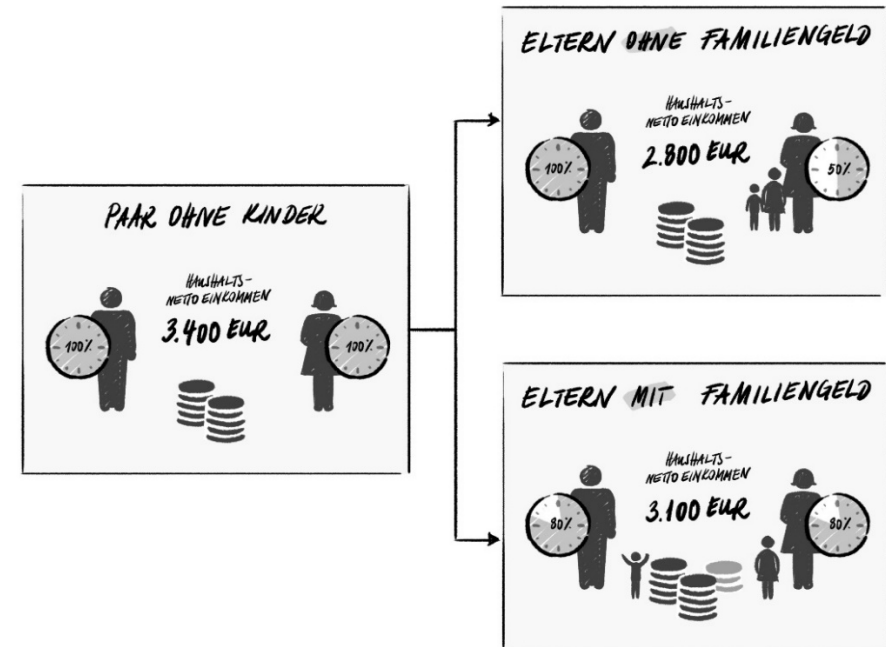 PAAR OHNE KINDER
HAUSHALTS-
NETTO EINKOMMEN
3.400 EUR
100%
100%
ELTERN OHNE FAMILIENGELD
HAUSHALTS-
NETTO EINKOMMEN
2.800 EUR
100%
50%
ELTERN MIT FAMILIENGELD
HAUSHALTS-
NETTO EINKOMMEN
3.100 EUR
80%
80%